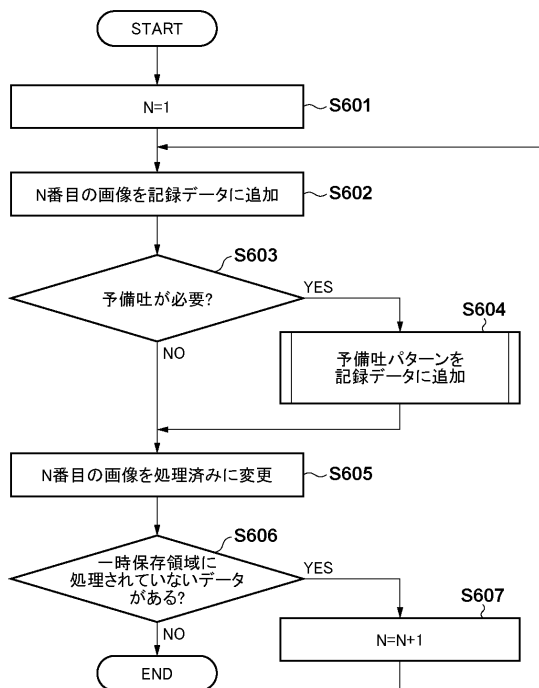 START
N=1
S601
N番目の画像を記録データに追加
S602
S603
予備吐が必要?
YES
NO
S604
予備吐パターンを
記録データに追加
N番目の画像を処理済みに変更
S605
S606
一時保存領域に
処理されていないデータ
がある?
YES
NO
S607
N=N+1
END